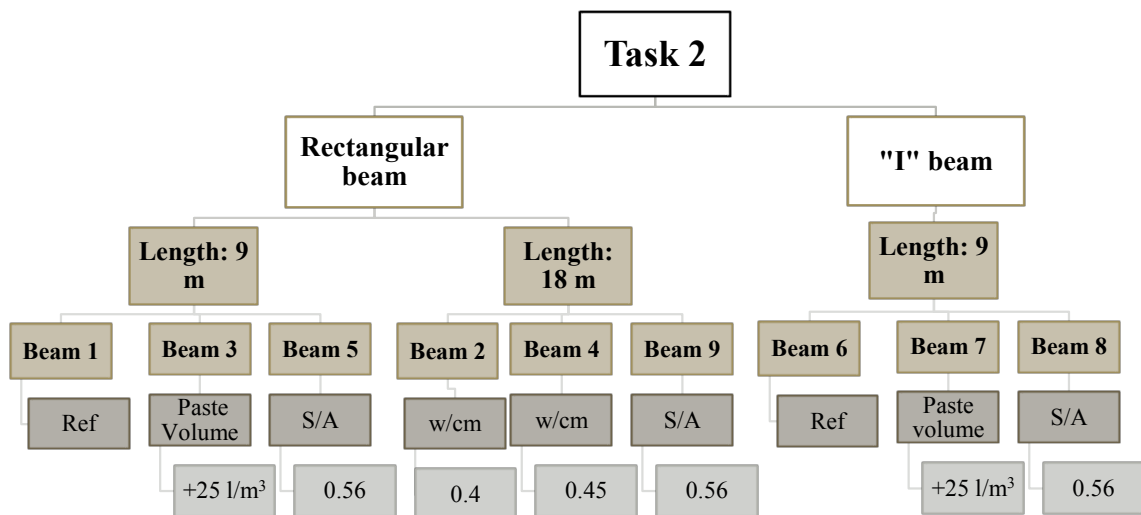 Task 2
Rectangular
beam
"I" beam
Length: 9
m
Length:
18 m
Length: 9
m
Beam 1
Beam 3
Beam 5
Beam 2
Beam 4
Beam 9
Beam 6
Beam 7
Beam 8
Ref
Paste
Volume
S/A
w/cm
w/cm
S/A
Ref
Paste
volume
S/A
+25 l/m³
0.56
0.4
0.45
0.56
+25 l/m³
0.56